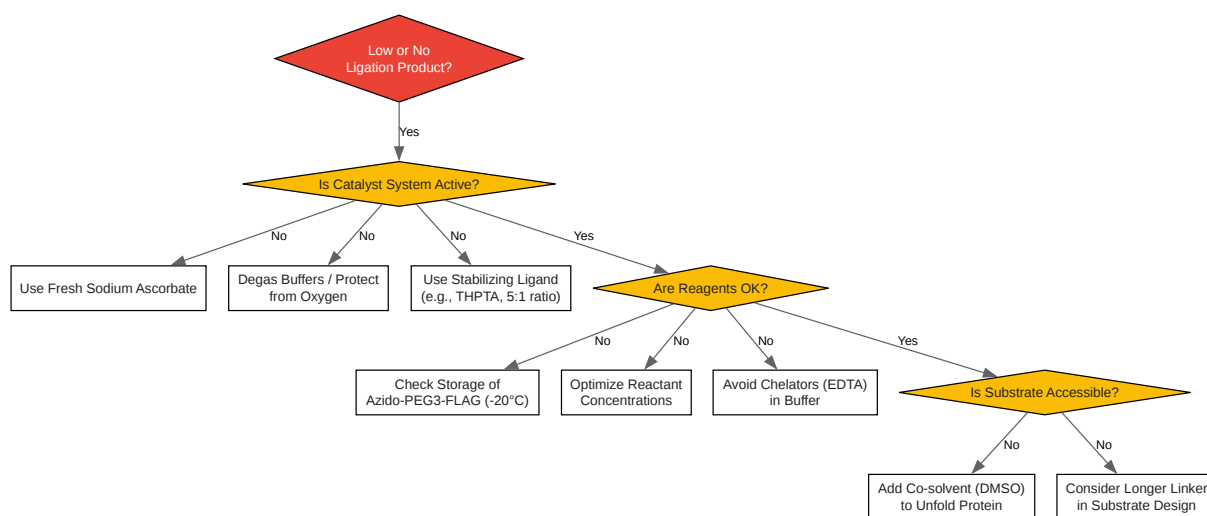 Low or No
Ligation Product?
Yes
Is Catalyst System Active?
No
No
No
Yes
Use Fresh Sodium Ascorbate
Degas Buffers / Protect
from Oxygen
Use Stabilizing Ligand
(e.g., THPTA, 5:1 ratio)
Are Reagents OK?
No
No
No
Yes
Check Storage of
Azido-PEG3-FLAG (-20°C)
Optimize Reactant
Concentrations
Avoid Chelators (EDTA)
in Buffer
Is Substrate Accessible?
No
No
Add Co-solvent (DMSO)
to Unfold Protein
Consider Longer Linker
in Substrate Design